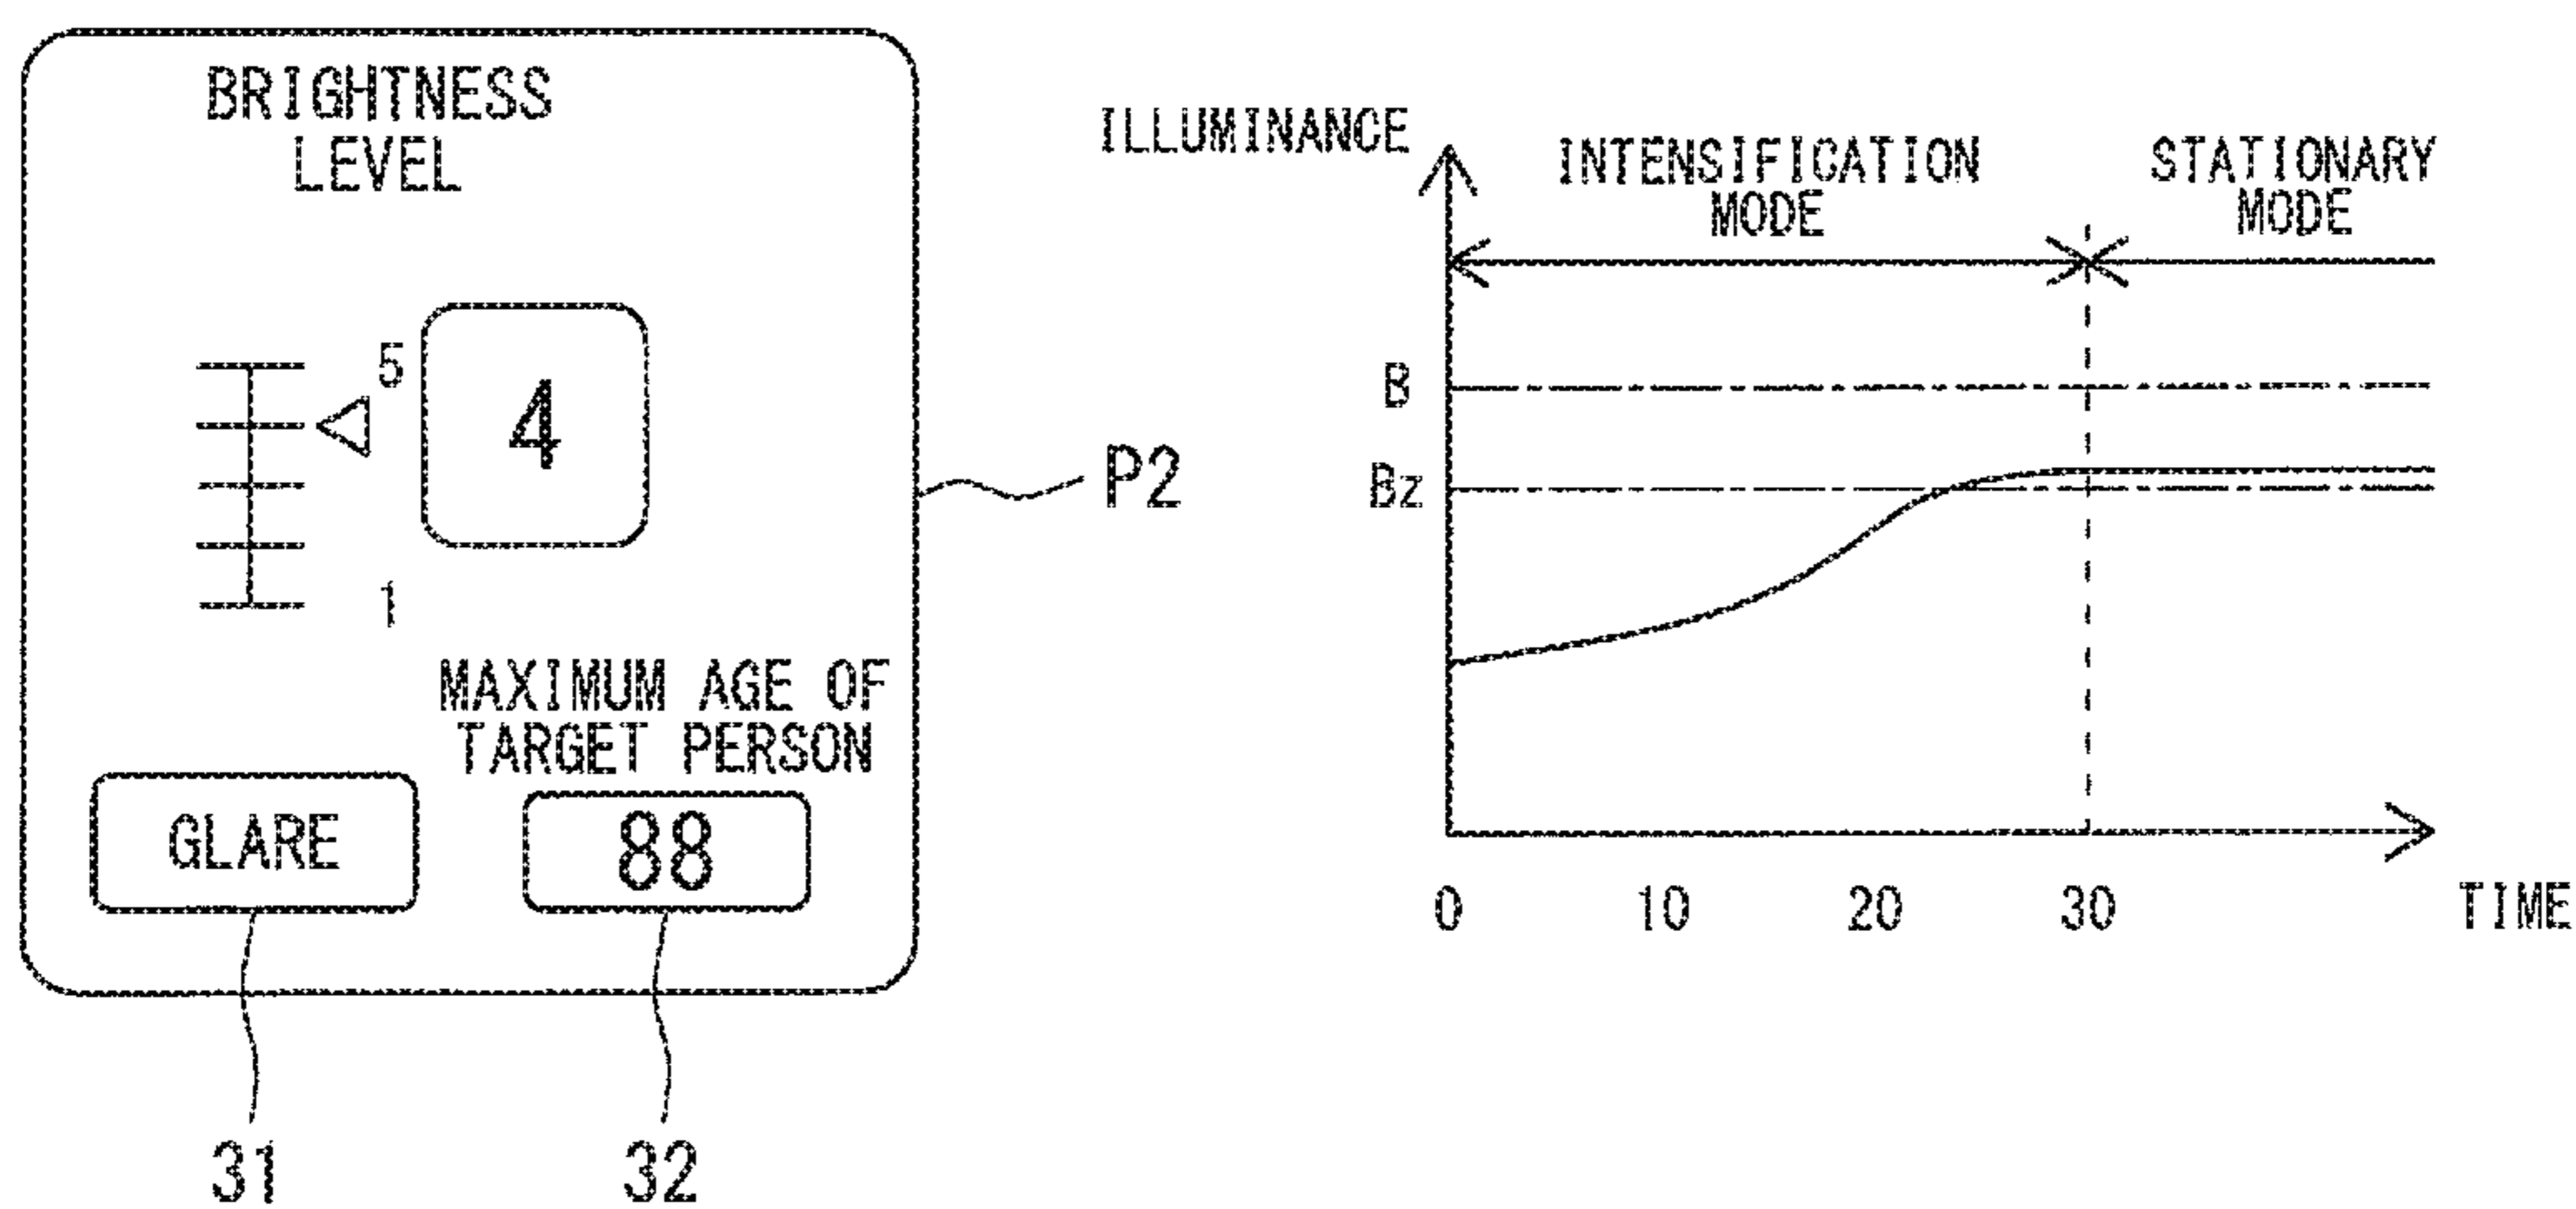 BRIGHTNESS
LEVEL
5
4
1
MAXIMUM AGE OF
TARGET PERSON
GLARE
88
31
32
P2
ILLUMINANCE
INTENSIFICATION
MODE
STATIONARY
MODE
B
Bz
0 10 20 30
TIME